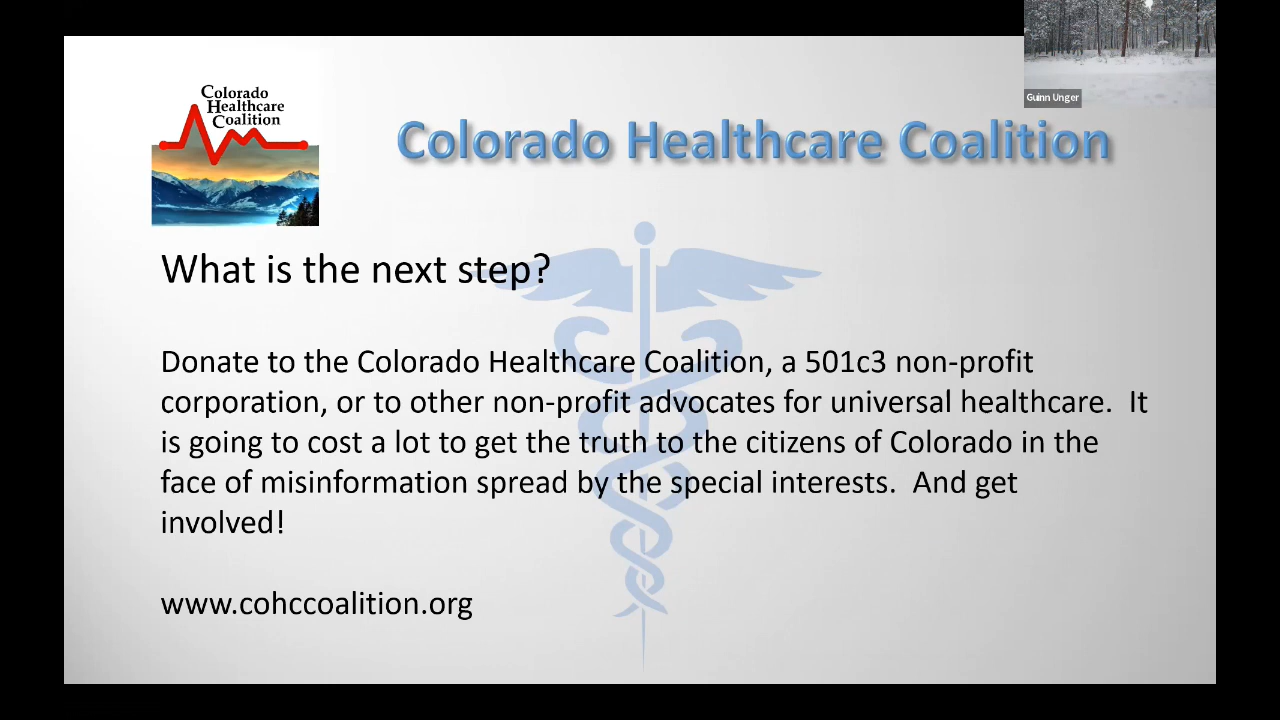 Guinn Unger
Colorado
Healthcare
Coalition
Colorado Healthcare Coalition
What is the next step?
Donate to the Colorado Healthcare Coalition, a 501c3 non-profit
corporation, or to other non-profit advocates for universal healthcare.  It
is going to cost a lot to get the truth to the citizens of Colorado in the
face of misinformation spread by the special interests.  And get
involved!
www.cohccoalition.org